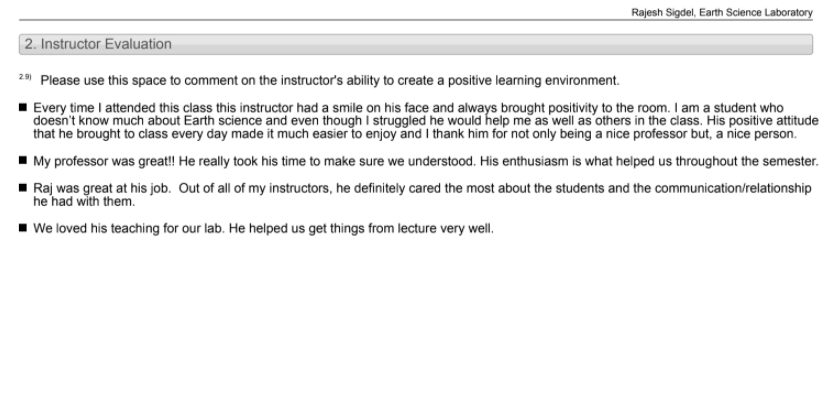 Rajesh Sigdel, Earth Science Laboratory
2. Instructor Evaluation
2.9) Please use this space to comment on the instructor's ability to create a positive learning environment.
■ Every time I attended this class this instructor had a smile on his face and always brought positivity to the room. I am a student who
doesn't know much about Earth science and even though I struggled he would help me as well as others in the class. His positive attitude
that he brought to class every day made it much easier to enjoy and I thank him for not only being a nice professor but, a nice person.
■ My professor was great!! He really took his time to make sure we understood. His enthusiasm is what helped us throughout the semester.
■ Raj was great at his job.  Out of all of my instructors, he definitely cared the most about the students and the communication/relationship
he had with them.
■ We loved his teaching for our lab. He helped us get things from lecture very well.